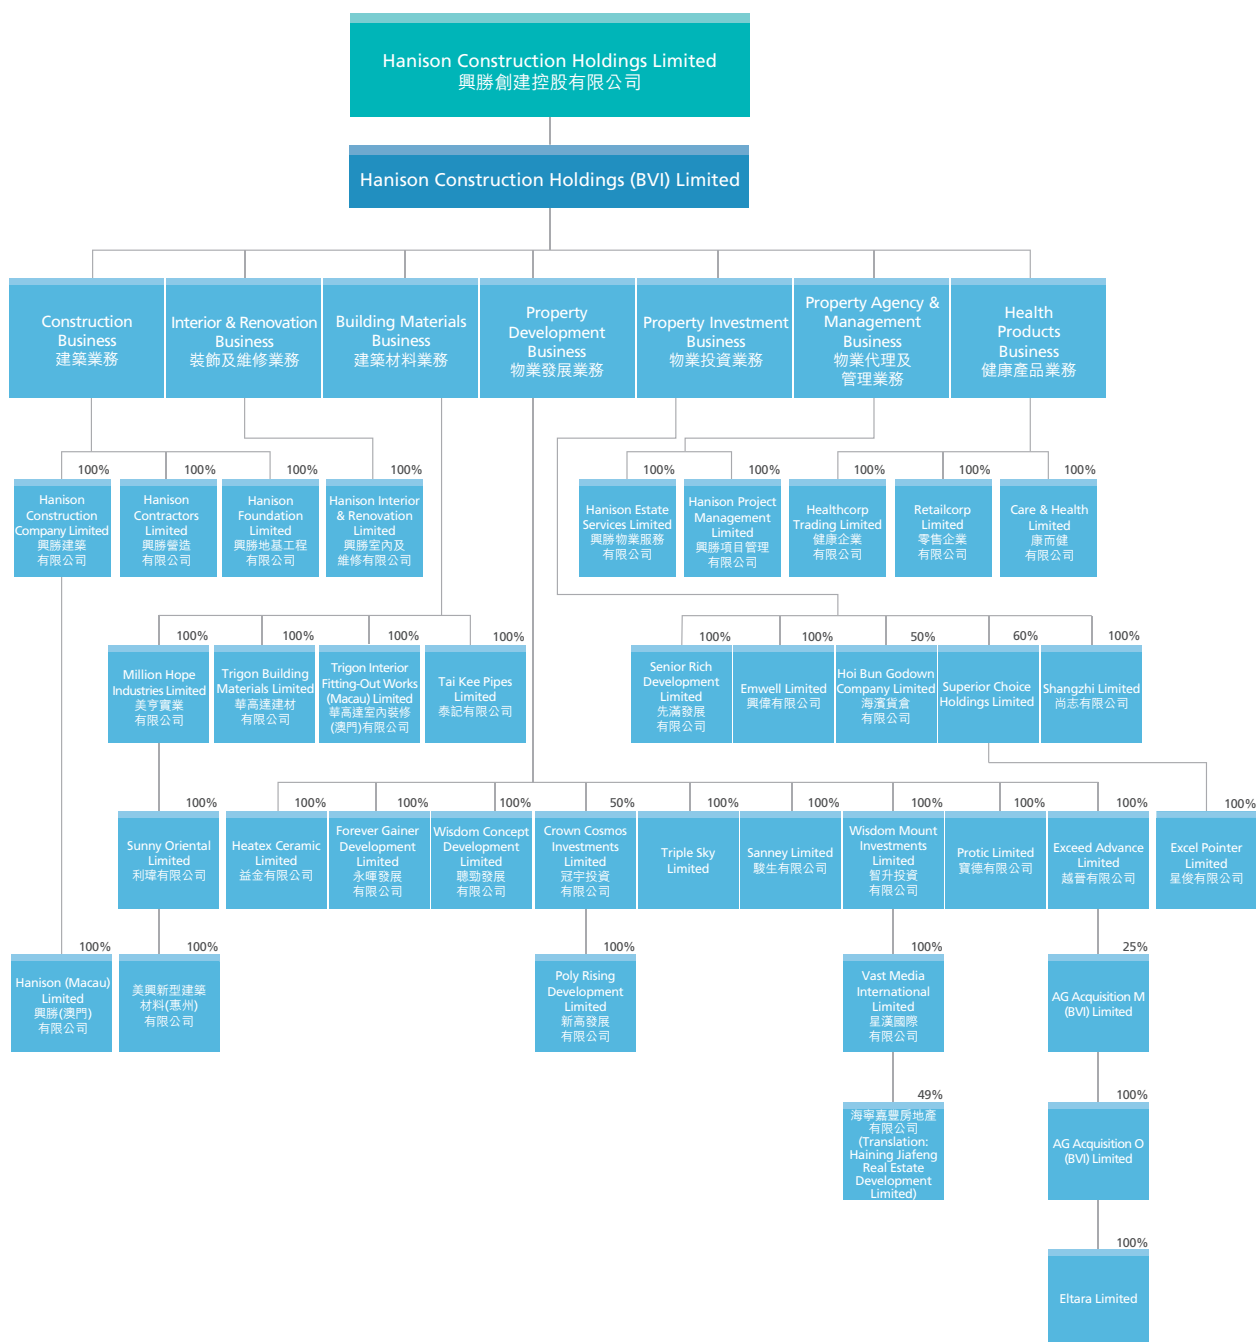 Hanison Construction Holdings Limited
興勝創建控股有限公司
Hanison Construction Holdings (BVI) Limited
Construction
Business
建築業務
Interior & Renovation
Business
裝飾及維修業務
Building Materials
Business
建築材料業務
Property
Development
Business
物業發展業務
Property Investment
Business
物業投資業務
Property Agency &
Management
Business
物業代理及
管理業務
Health
Products
Business
健康產品業務
100%
Hanison
Construction
Company Limited
興勝建築
有限公司
100%
Hanison
Contractors
Limited
興勝營造
有限公司
100%
Hanison
Foundation
Limited
興勝地基工程
有限公司
100%
Hanison Interior
& Renovation Limited
興勝室內及
維修有限公司
100%
Hanison Estate
Services Limited
興勝物業服務
有限公司
100%
Hanison Project
Management
Limited
興勝項目管理
有限公司
100%
Healthcorp
Trading Limited
健康企業
有限公司
100%
Retailcorp
Limited
零售企業
有限公司
100%
Care & Health
Limited
康而健
有限公司
100%
Million Hope
Industries Limited
美亨實業
有限公司
100%
Trigon Building
Materials Limited
華高達建材
有限公司
100%
Trigon Interior
Fitting-Out Works
(Macau) Limited
華高達室內裝修
(澳門)有限公司
100%
Tai Kee Pipes
Limited
泰記有限公司
100%
Senior Rich
Development
Limited
先滿發展
有限公司
100%
Emwell Limited
興偉有限公司
50%
Hoi Bun Godown
Company Limited
海濱貨倉
有限公司
60%
Superior Choice
Holdings Limited
100%
Shangzhi Limited
尚志有限公司
100%
Sunny Oriental
Limited
利瑋有限公司
100%
Heatex Ceramic
Limited
益金有限公司
100%
Forever Gainer
Development
Limited
永暉發展
有限公司
100%
Wisdom Concept
Development
Limited
聰勁發展
有限公司
50%
Crown Cosmos
Investments
Limited
冠宇投資
有限公司
100%
Triple Sky
Limited
100%
Sanney Limited
駿生有限公司
100%
Wisdom Mount
Investments
Limited
智升投資
有限公司
100%
Protic Limited
寶德有限公司
100%
Exceed Advance
Limited
越晉有限公司
100%
Excel Pointer
Limited
星俊有限公司
100%
Hanison (Macau)
Limited
興勝(澳門)
有限公司
100%
美興新型建築
材料(惠州)
有限公司
100%
Poly Rising
Development
Limited
新高發展
有限公司
100%
Vast Media
International
Limited
星漢國際
有限公司
25%
AG Acquisition M
(BVI) Limited
49%
海寧嘉豐房地產
有限公司
(Translation:
Haining Jiafeng
Real Estate
Development
Limited)
100%
AG Acquisition O
(BVI) Limited
100%
Eltara Limited